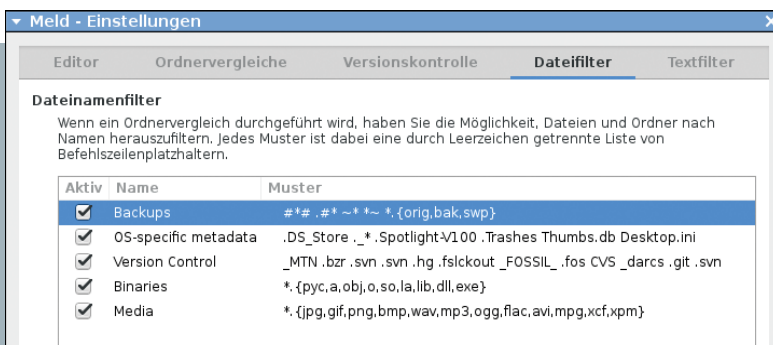 Meld - Einstellungen
Editor Ordnervergleiche Versionskontrolle Dateifilter Textfilter
Dateinamenfilter
Wenn ein Ordnervergleich durchgeführt wird, haben Sie die Möglichkeit, Dateien und Ordner nach
Namen herauszufiltern. Jedes Muster ist dabei eine durch Leerzeichen getrennte Liste von
Befehlszeilenplatzhaltern.
Aktiv Name Muster
Backups #*# .#* ~* *~ *.{orig,bak,swp}
OS-specific metadata .DS_Store ._* .Spotlight-V100 .Trashes Thumbs.db Desktop.ini
Version Control _MTN .bzr .svn .svn .hg .fslckout _FOSSIL_ .fos CVS _darcs .git .svn
Binaries *.{pyc,a,obj,o,so,la,lib,dll,exe}
Media *.{jpg,gif,png,bmp,wav,mp3,ogg,flac,avi,mpg,xcf,xpm}